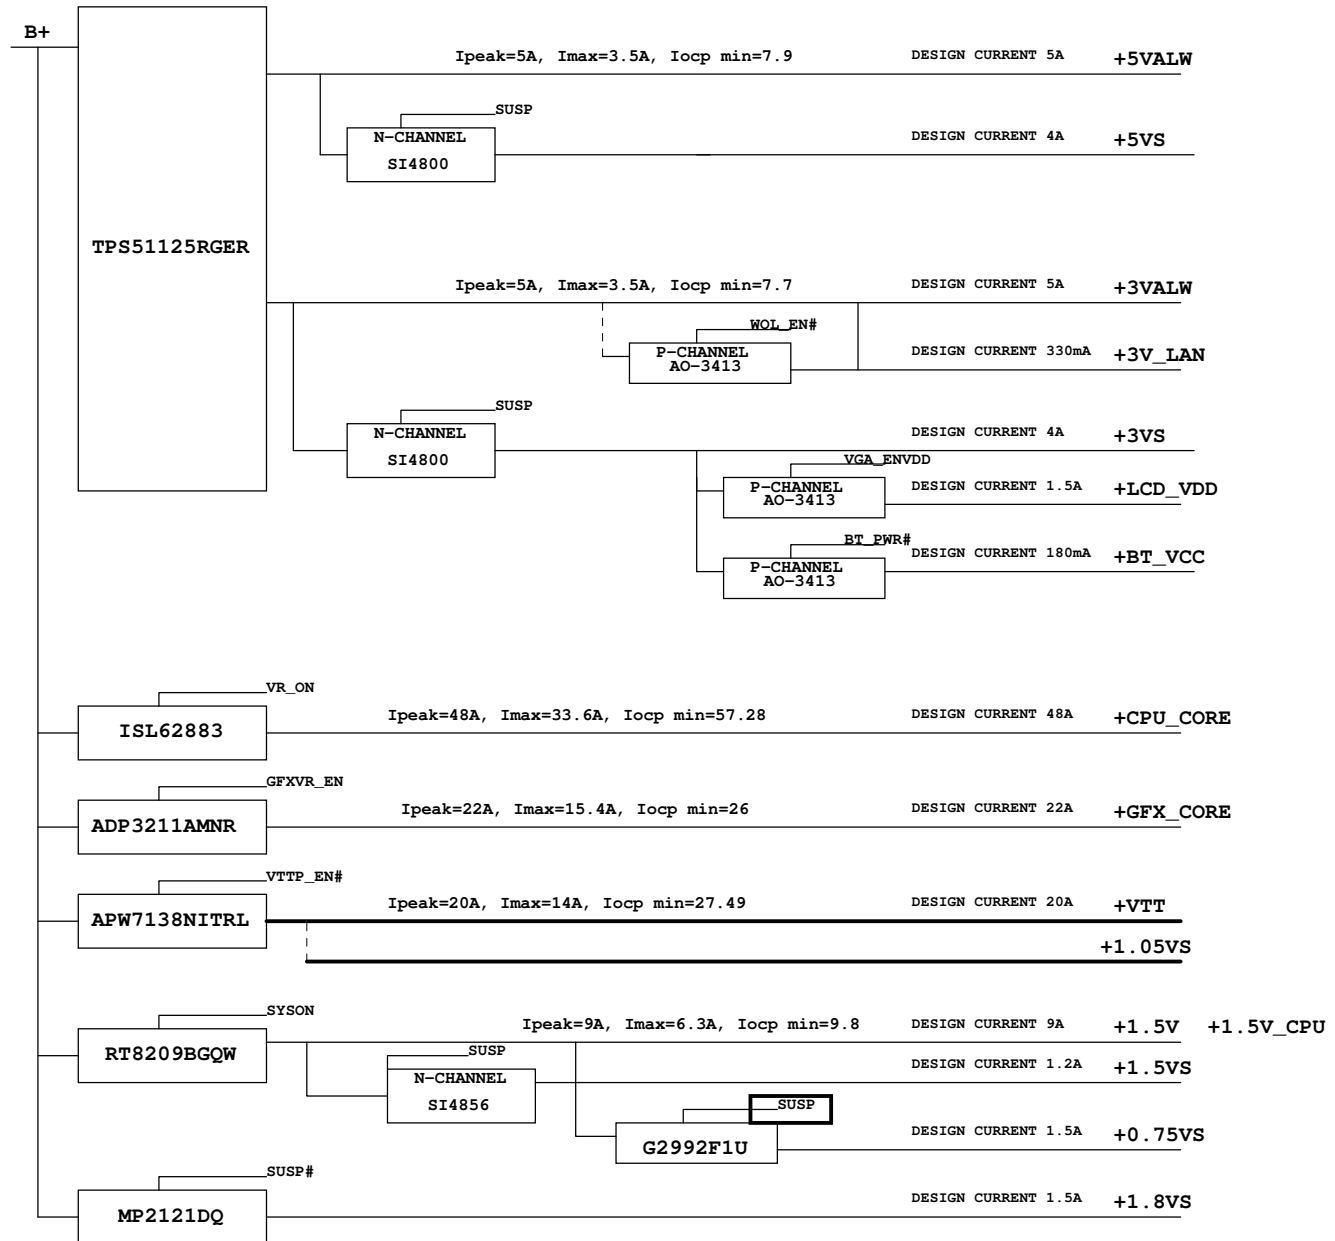 B+
Ipeak=5A, Imax=3.5A, Iocp min=7.9 DESIGN CURRENT 5A +5VALW
SUSP
N-CHANNEL
SI4800
DESIGN CURRENT 4A +5VS
TPS51125RGER
Ipeak=5A, Imax=3.5A, Iocp min=7.7 DESIGN CURRENT 5A +3VALW
WOL_EN#
P-CHANNEL
AO-3413
DESIGN CURRENT 330mA +3V_LAN
SUSP
N-CHANNEL
SI4800
DESIGN CURRENT 4A +3VS
VGA_ENVDD
P-CHANNEL
AO-3413
DESIGN CURRENT 1.5A +LCD_VDD
BT_PWR#
P-CHANNEL
AO-3413
DESIGN CURRENT 180mA +BT_VCC
VR_ON
ISL62883
Ipeak=48A, Imax=33.6A, Iocp min=57.28 DESIGN CURRENT 48A +CPU_CORE
GFXVR_EN
ADP3211AMNR
Ipeak=22A, Imax=15.4A, Iocp min=26 DESIGN CURRENT 22A +GFX_CORE
VTTP_EN#
APW7138NITRL
Ipeak=20A, Imax=14A, Iocp min=27.49 DESIGN CURRENT 20A +VTT
+1.05VS
SYSON
RT8209BGQW
Ipeak=9A, Imax=6.3A, Iocp min=9.8 DESIGN CURRENT 9A +1.5V +1.5V_CPU
SUSP
N-CHANNEL
SI4856
DESIGN CURRENT 1.2A +1.5VS
SUSP
G2992F1U
DESIGN CURRENT 1.5A +0.75VS
SUSP#
MP2121DQ
DESIGN CURRENT 1.5A +1.8VS